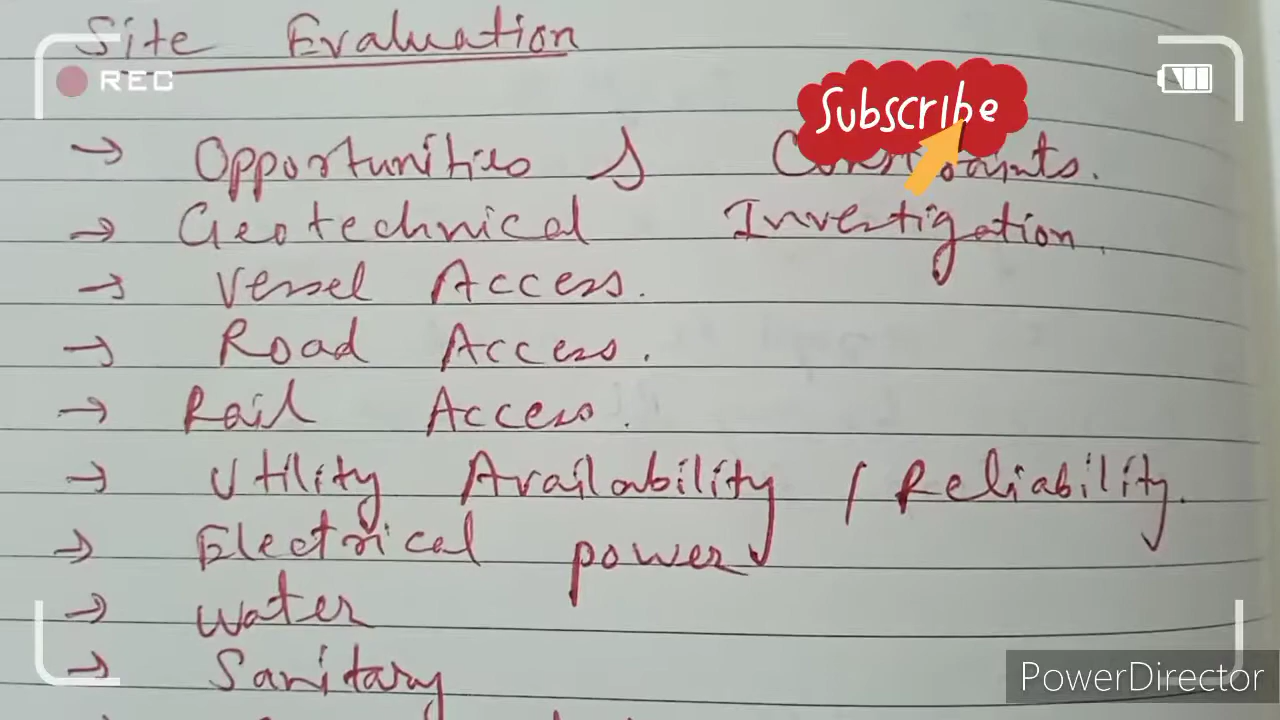 Site Evaluation
REC
Subscribe
→ Opportunities & Constraints.
→ Geotechnical Investigation.
→ Vessel Access.
→ Road Access.
→ Rail Access.
→ Utility Availability / Reliability.
→ Electrical power
→ Water
→ Sanitary
PowerDirector